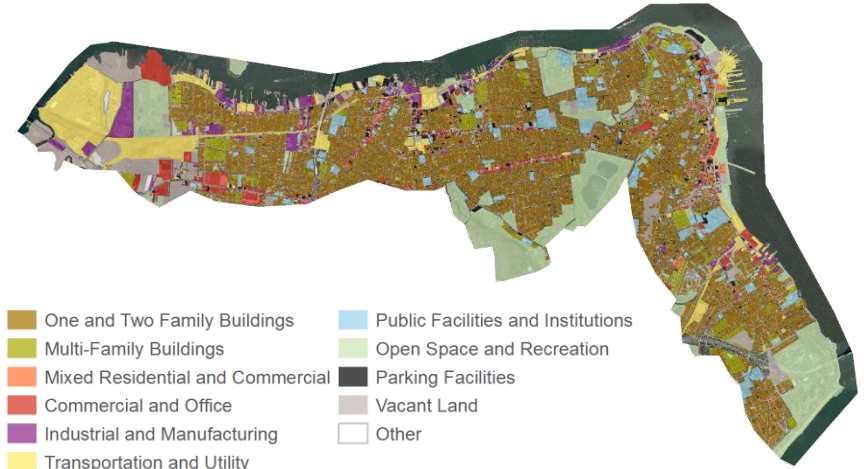 One and Two Family Buildings
Multi-Family Buildings
Mixed Residential and Commercial
Commercial and Office
Industrial and Manufacturing
Transportation and Utility
Public Facilities and Institutions
Open Space and Recreation
Parking Facilities
Vacant Land
Other